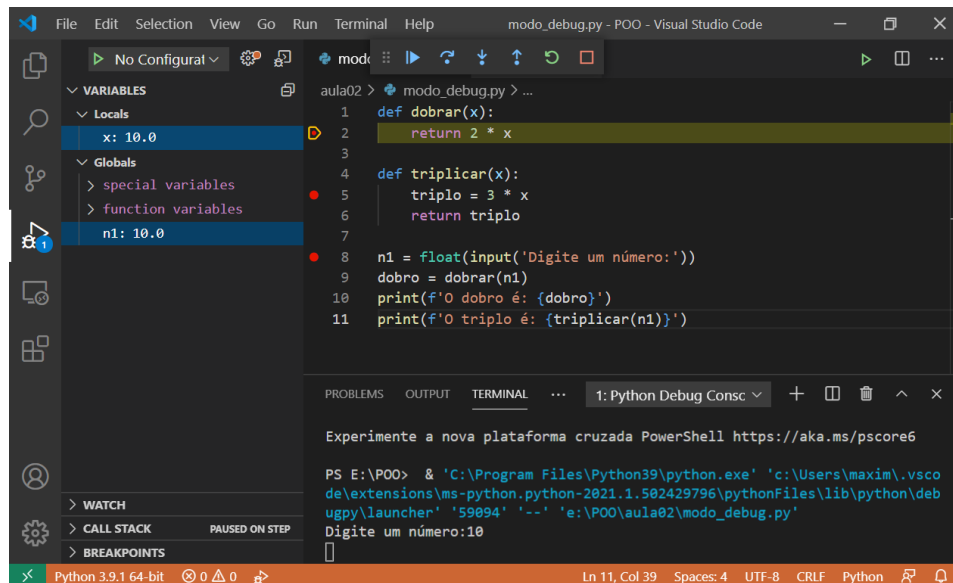 File Edit Selection View Go Run Terminal Help modo_debug.py - POO - Visual Studio Code
No Configurat
VARIABLES
Locals
x: 10.0
Globals
special variables
function variables
n1: 10.0
WATCH
CALL STACK PAUSED ON STEP
BREAKPOINTS
1
aula02 > modo_debug.py > ...
1 def dobrar(x):
2 return 2 * x
3
4 def triplicar(x):
5 triplo = 3 * x
6 return triplo
7
8 n1 = float(input('Digite um número:'))
9 dobro = dobrar(n1)
10 print(f'O dobro é: {dobro}')
11 print(f'O triplo é: {triplicar(n1)}')
PROBLEMS OUTPUT TERMINAL ... 1: Python Debug Consc
Experimente a nova plataforma cruzada PowerShell https://aka.ms/pscore6
PS E:\POO> & 'C:\Program Files\Python39\python.exe' 'c:\Users\maxim\.vsco
de\extensions\ms-python.python-2021.1.502429796\pythonFiles\lib\python\deb
ugpy\launcher' '59094' '--' 'e:\POO\aula02\modo_debug.py'
Digite um número:10
Python 3.9.1 64-bit 0 0 Ln 11, Col 39 Spaces: 4 UTF-8 CRLF Python